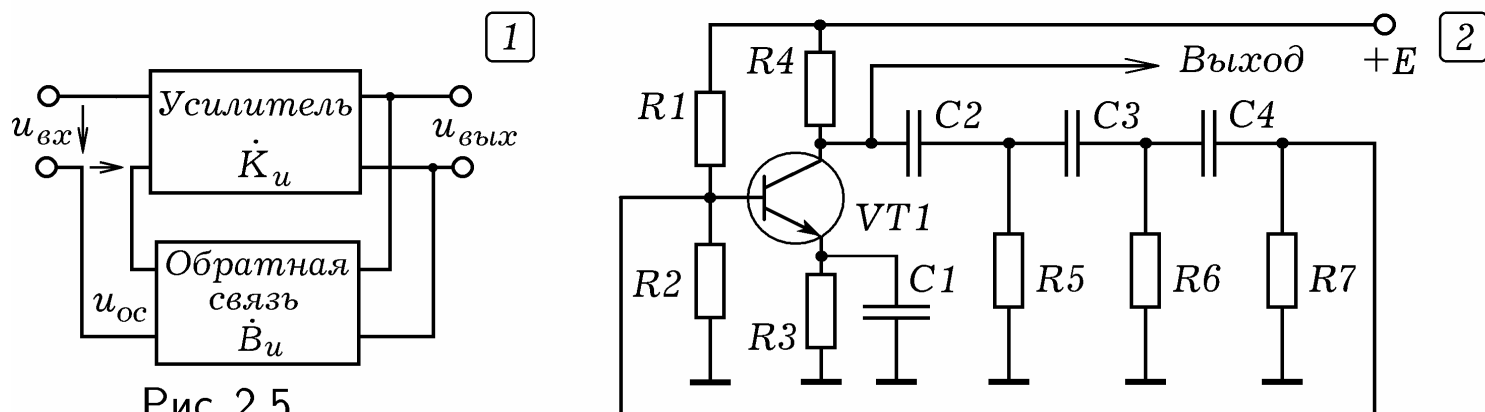 1
Усилитель
K̇u
uвх
uвых
Обратная
связь
Ḃu
uос
Рис. 2.5
2
+E
Выход
R4
R1
C2
C3
C4
VT1
R2
C1
R3
R5
R6
R7